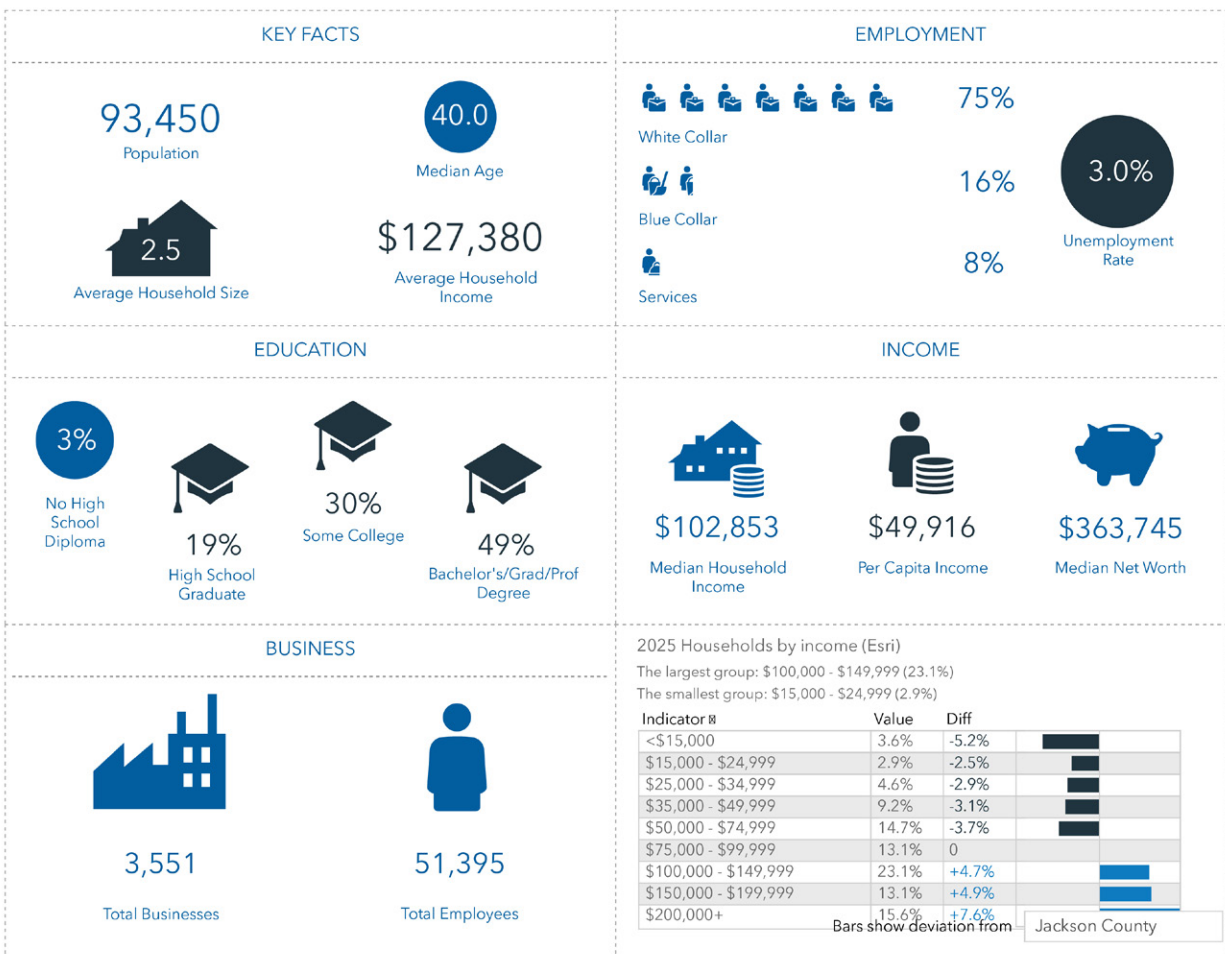 KEY FACTS
93,450
Population
40.0
Median Age
2.5
Average Household Size
$127,380
Average Household
Income
EMPLOYMENT
75%
White Collar
16%
Blue Collar
8%
Services
3.0%
Unemployment
Rate
EDUCATION
3%
No High
School
Diploma
19%
High School
Graduate
30%
Some College
49%
Bachelor's/Grad/Prof
Degree
INCOME
$102,853
Median Household
Income
$49,916
Per Capita Income
$363,745
Median Net Worth
BUSINESS
3,551
Total Businesses
51,395
Total Employees
2025 Households by income (Esri)
The largest group: $100,000 - $149,999 (23.1%)
The smallest group: $15,000 - $24,999 (2.9%)
Indicator Value Diff
<$15,000 3.6% -5.2%
$15,000 - $24,999 2.9% -2.5%
$25,000 - $34,999 4.6% -2.9%
$35,000 - $49,999 9.2% -3.1%
$50,000 - $74,999 14.7% -3.7%
$75,000 - $99,999 13.1% 0
$100,000 - $149,999 23.1% +4.7%
$150,000 - $199,999 13.1% +4.9%
$200,000+ 15.6% +7.6%
Bars show deviation from Jackson County